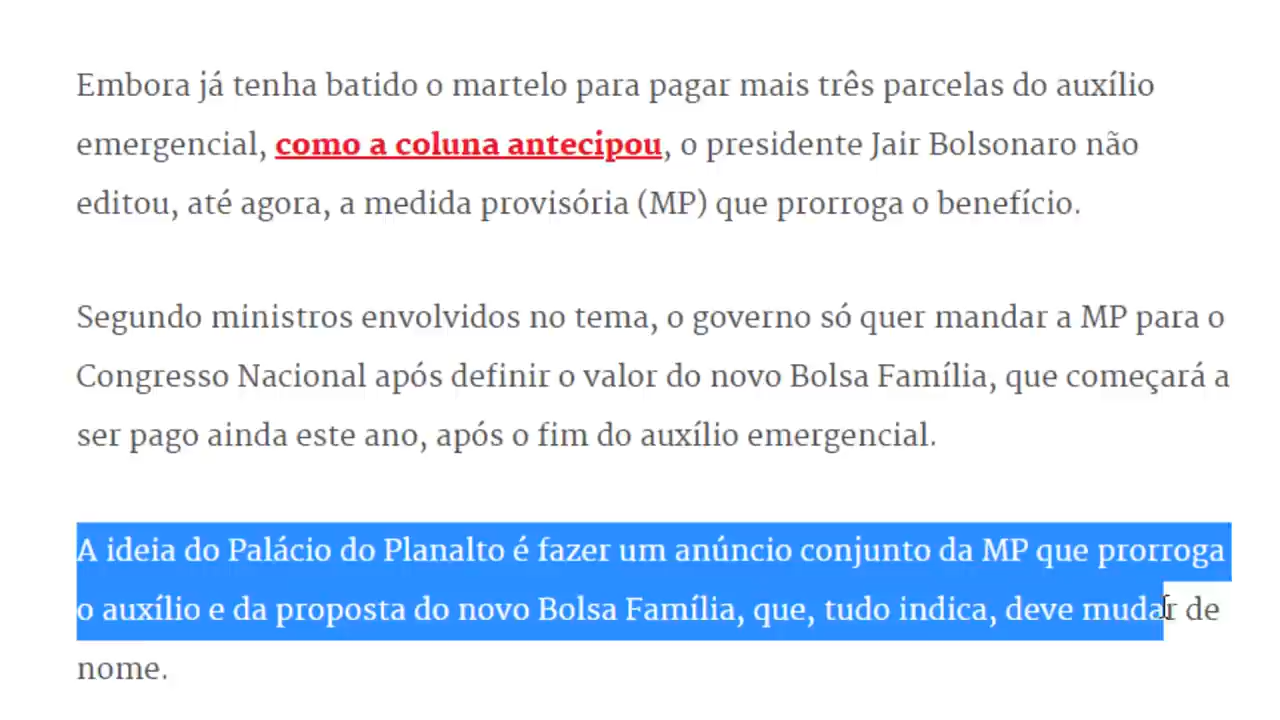 Embora já tenha batido o martelo para pagar mais três parcelas do auxílio
emergencial, como a coluna antecipou, o presidente Jair Bolsonaro não
editou, até agora, a medida provisória (MP) que prorroga o benefício.
Segundo ministros envolvidos no tema, o governo só quer mandar a MP para o
Congresso Nacional após definir o valor do novo Bolsa Família, que começará a
ser pago ainda este ano, após o fim do auxílio emergencial.
A ideia do Palácio do Planalto é fazer um anúncio conjunto da MP que prorroga
o auxílio e da proposta do novo Bolsa Família, que, tudo indica, deve mudar de
nome.